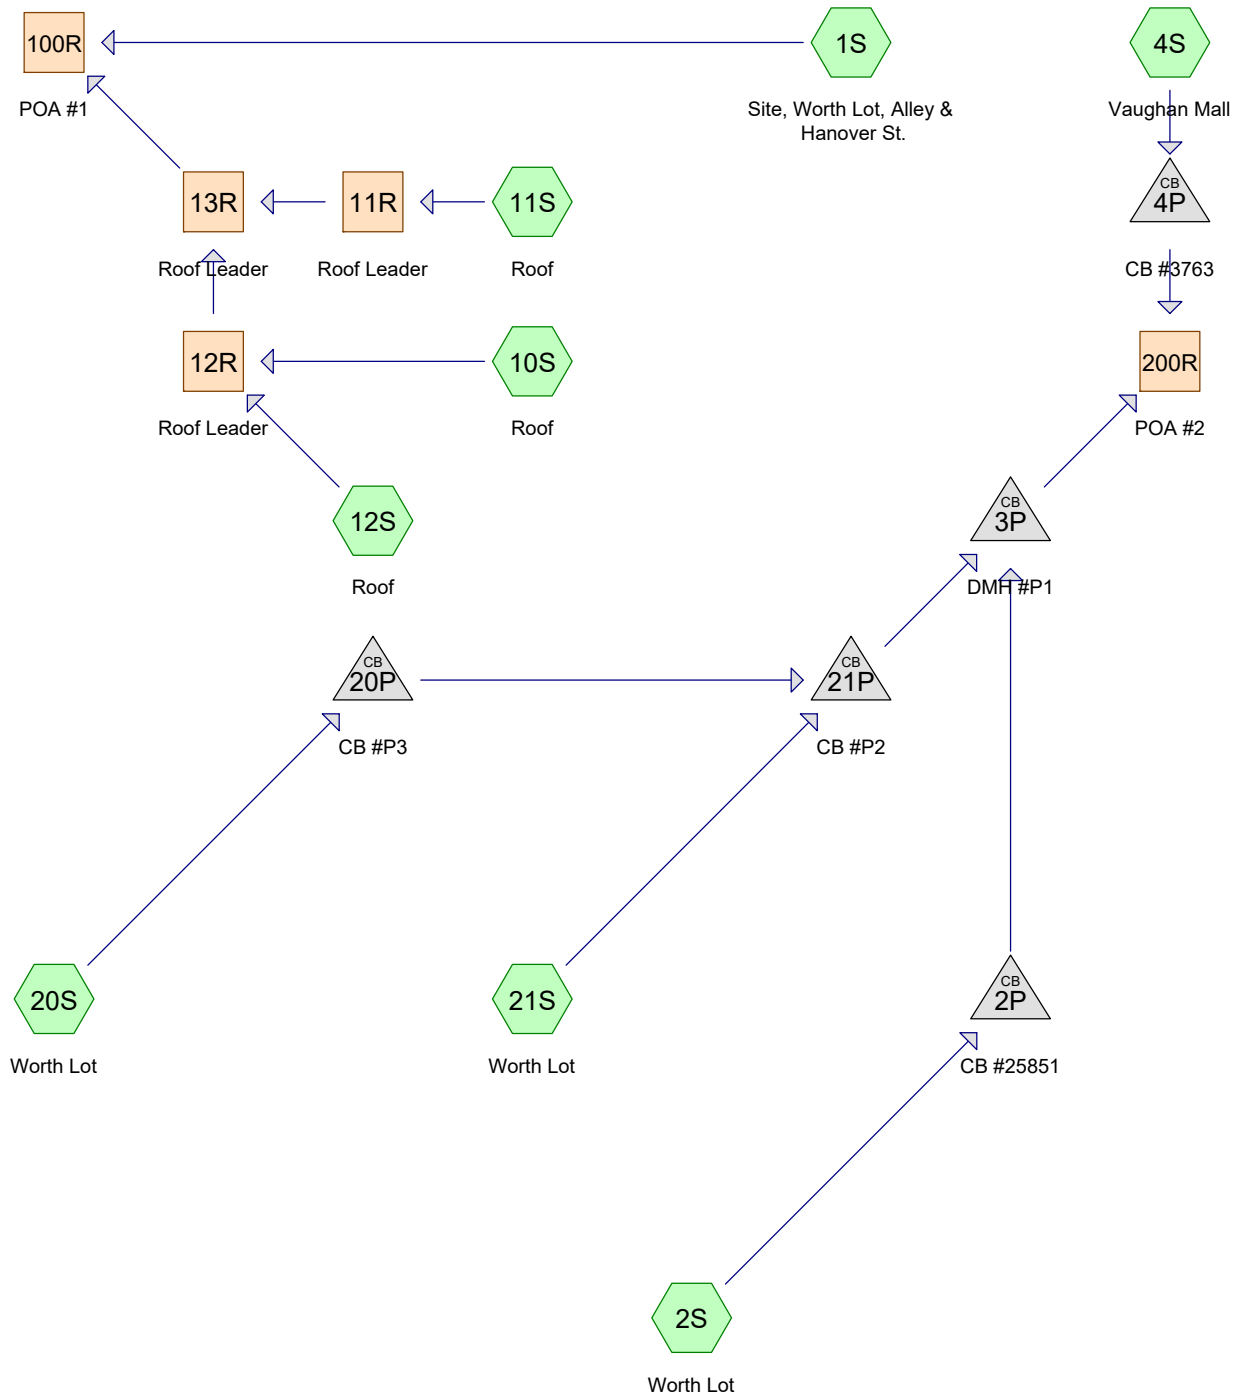 100R
POA #1
1S
Site, Worth Lot, Alley &
Hanover St.
4S
Vaughan Mall
13R
Roof Leader
11R
Roof Leader
11S
Roof
CB
4P
CB #3763
12R
Roof Leader
10S
Roof
200R
POA #2
12S
Roof
CB
3P
DMH #P1
CB
20P
CB #P3
CB
21P
CB #P2
20S
Worth Lot
21S
Worth Lot
CB
2P
CB #25851
2S
Worth Lot